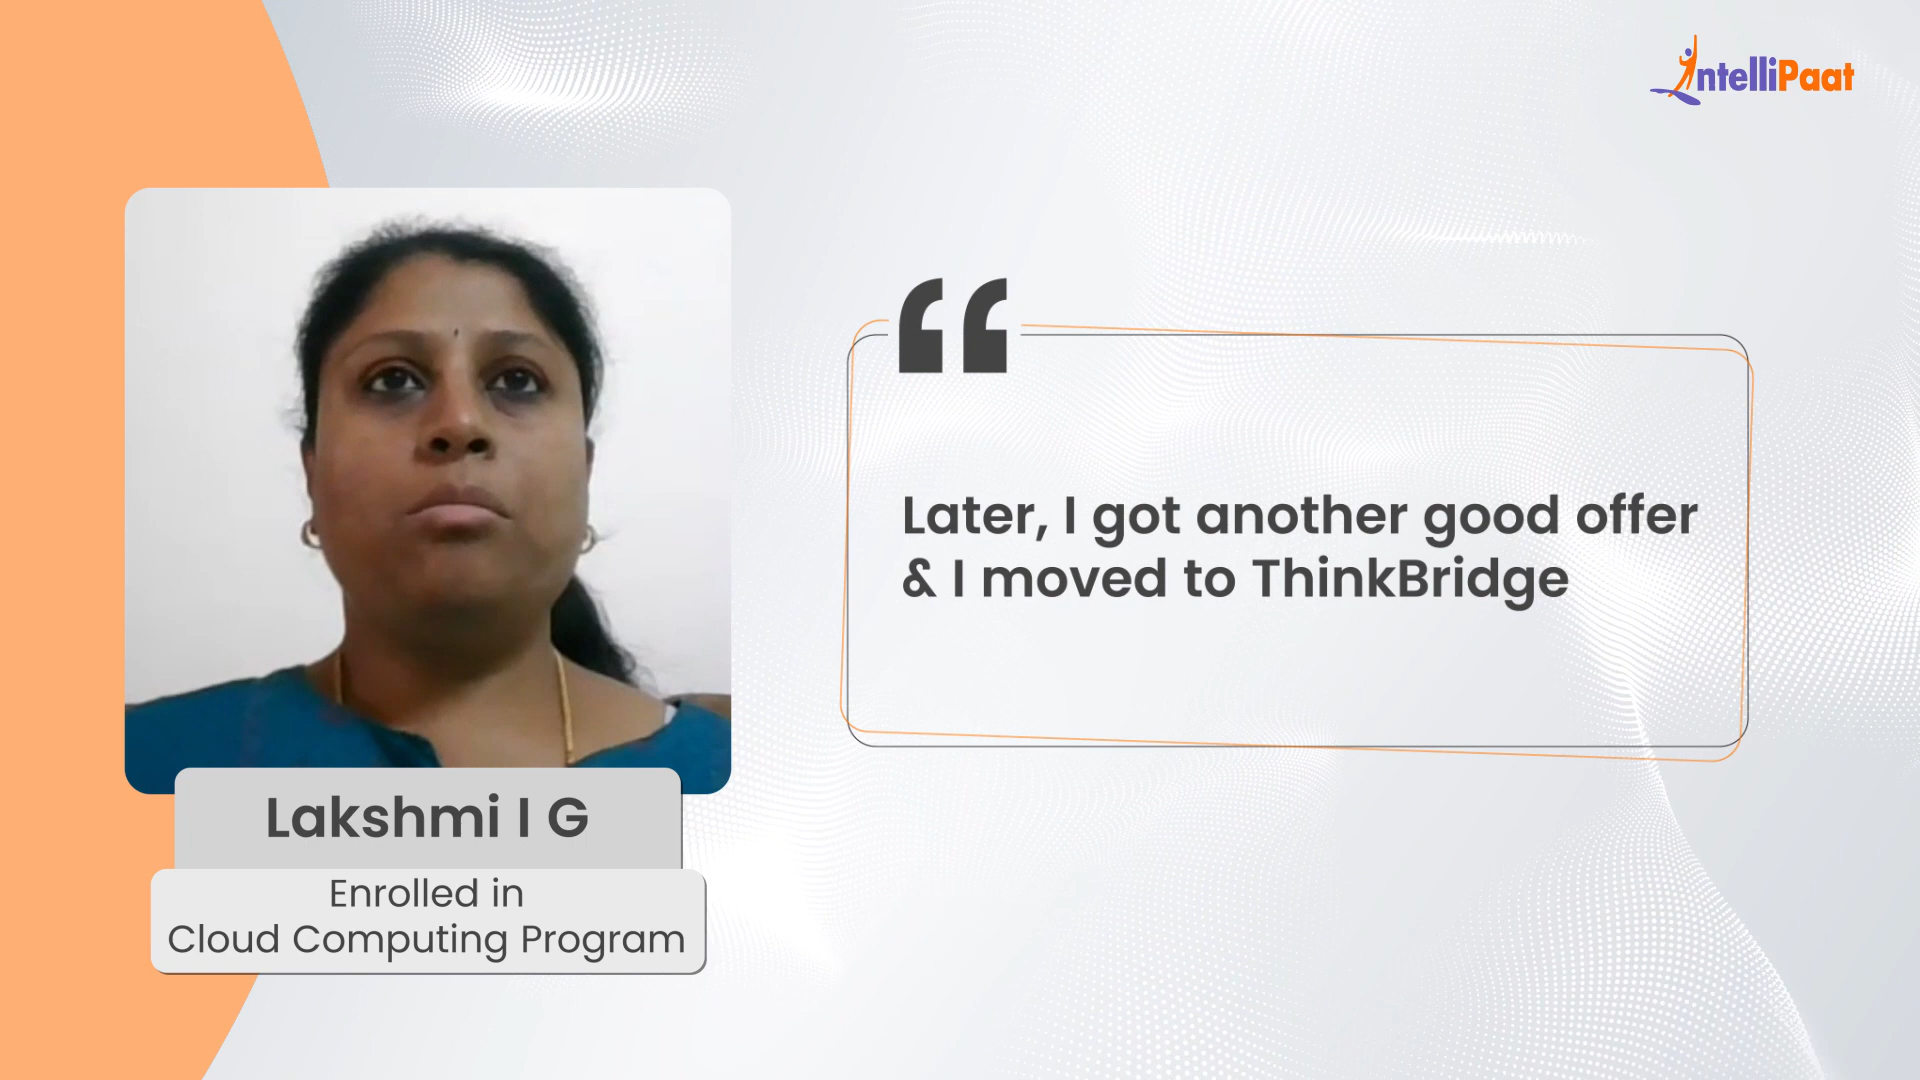 IntelliPaat
Later, I got another good offer
& I moved to ThinkBridge
Lakshmi I G
Enrolled in
Cloud Computing Program